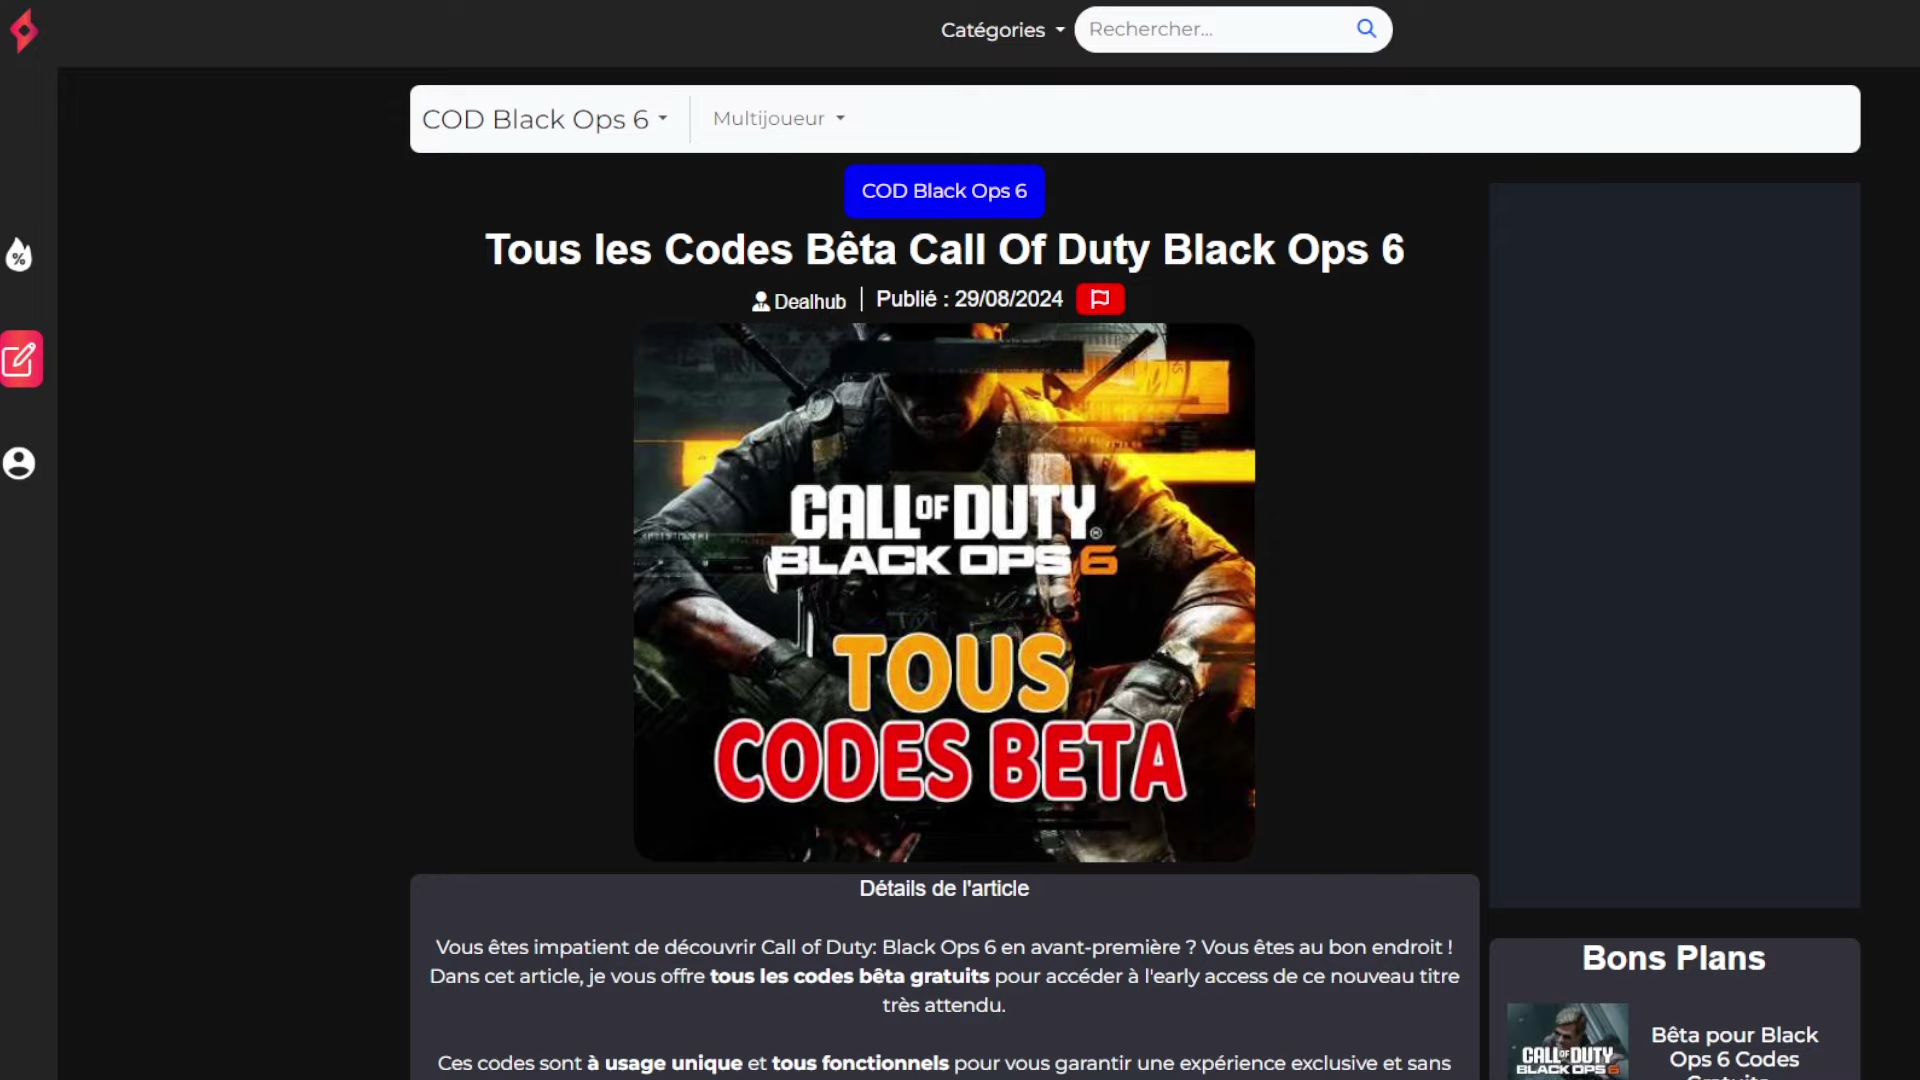 Catégories
Rechercher...
COD Black Ops 6
Multijoueur
COD Black Ops 6
Tous les Codes Bêta Call Of Duty Black Ops 6
Dealhub
Publié : 29/08/2024
CALL OF DUTY®
BLACK OPS 6
TOUS
CODES BETA
Détails de l'article
Vous êtes impatient de découvrir Call of Duty: Black Ops 6 en avant-première ? Vous êtes au bon endroit !
Dans cet article, je vous offre tous les codes bêta gratuits pour accéder à l'early access de ce nouveau titre
très attendu.
Ces codes sont à usage unique et tous fonctionnels pour vous garantir une expérience exclusive et sans
Bons Plans
CALL OF DUTY
BLACK OPS 6
Bêta pour Black
Ops 6 Codes